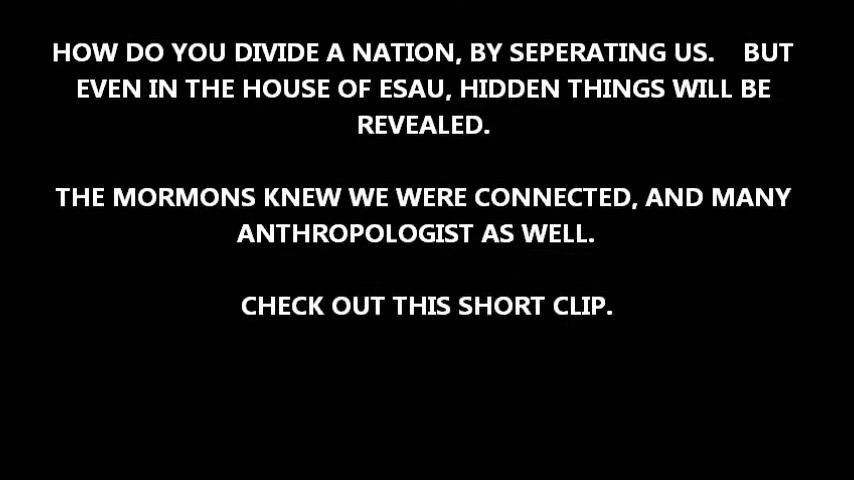 HOW DO YOU DIVIDE A NATION, BY SEPERATING US. BUT
EVEN IN THE HOUSE OF ESAU, HIDDEN THINGS WILL BE
REVEALED.
THE MORMONS KNEW WE WERE CONNECTED, AND MANY
ANTHROPOLOGIST AS WELL.
CHECK OUT THIS SHORT CLIP.